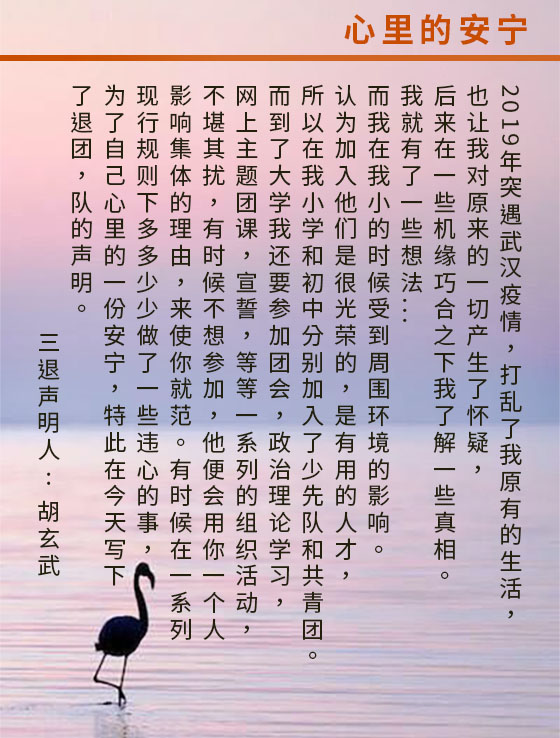 心里的安宁
2019年突遇武汉疫情，打乱了我原有的生活，
也让我对原来的一切产生了怀疑，
后来在一些机缘巧合之下我了解一些真相。
我就有了一些想法…
而我在我小的时候受到周围环境的影响。
认为加入他们是很光荣的，是有用的人才，
所以在我小学和初中分别加入了少先队和共青团。
而到了大学我还要参加团会，政治理论学习，
网上主题团课，宣誓，等等一系列的组织活动，
不堪其扰，有时候不想参加，他便会用你一个人
影响集体的理由，来使你就范。有时候在一系列
现行规则下多多少少做了一些违心的事，
为了自己心里的一份安宁，特此在今天写下
了退团，队的声明。
三退声明人：胡玄武